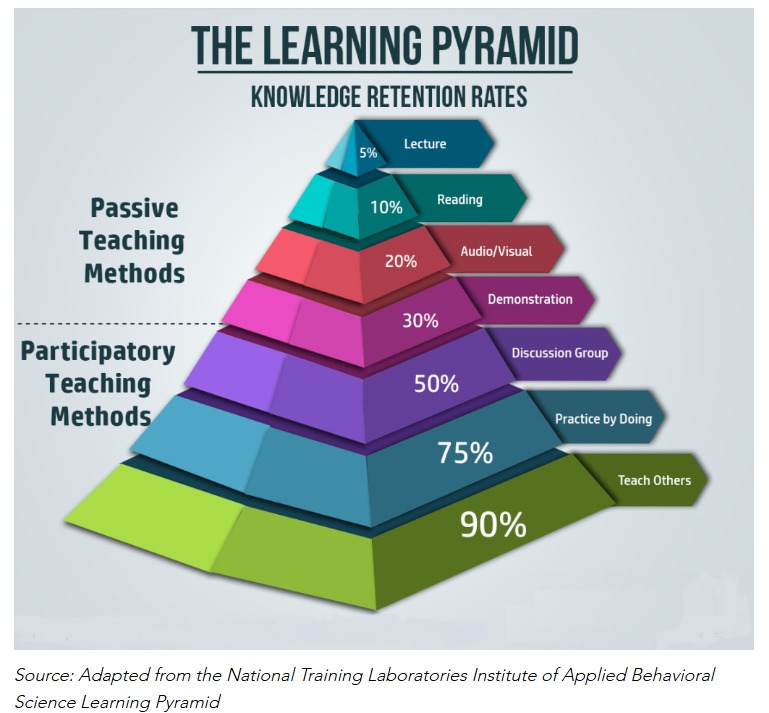 THE LEARNING PYRAMID
KNOWLEDGE RETENTION RATES
5%
Lecture
10%
Reading
20%
Audio/Visual
30%
Demonstration
50%
Discussion Group
75%
Practice by Doing
90%
Teach Others
Passive
Teaching
Methods
Participatory
Teaching
Methods
Source: Adapted from the National Training Laboratories Institute of Applied Behavioral
Science Learning Pyramid